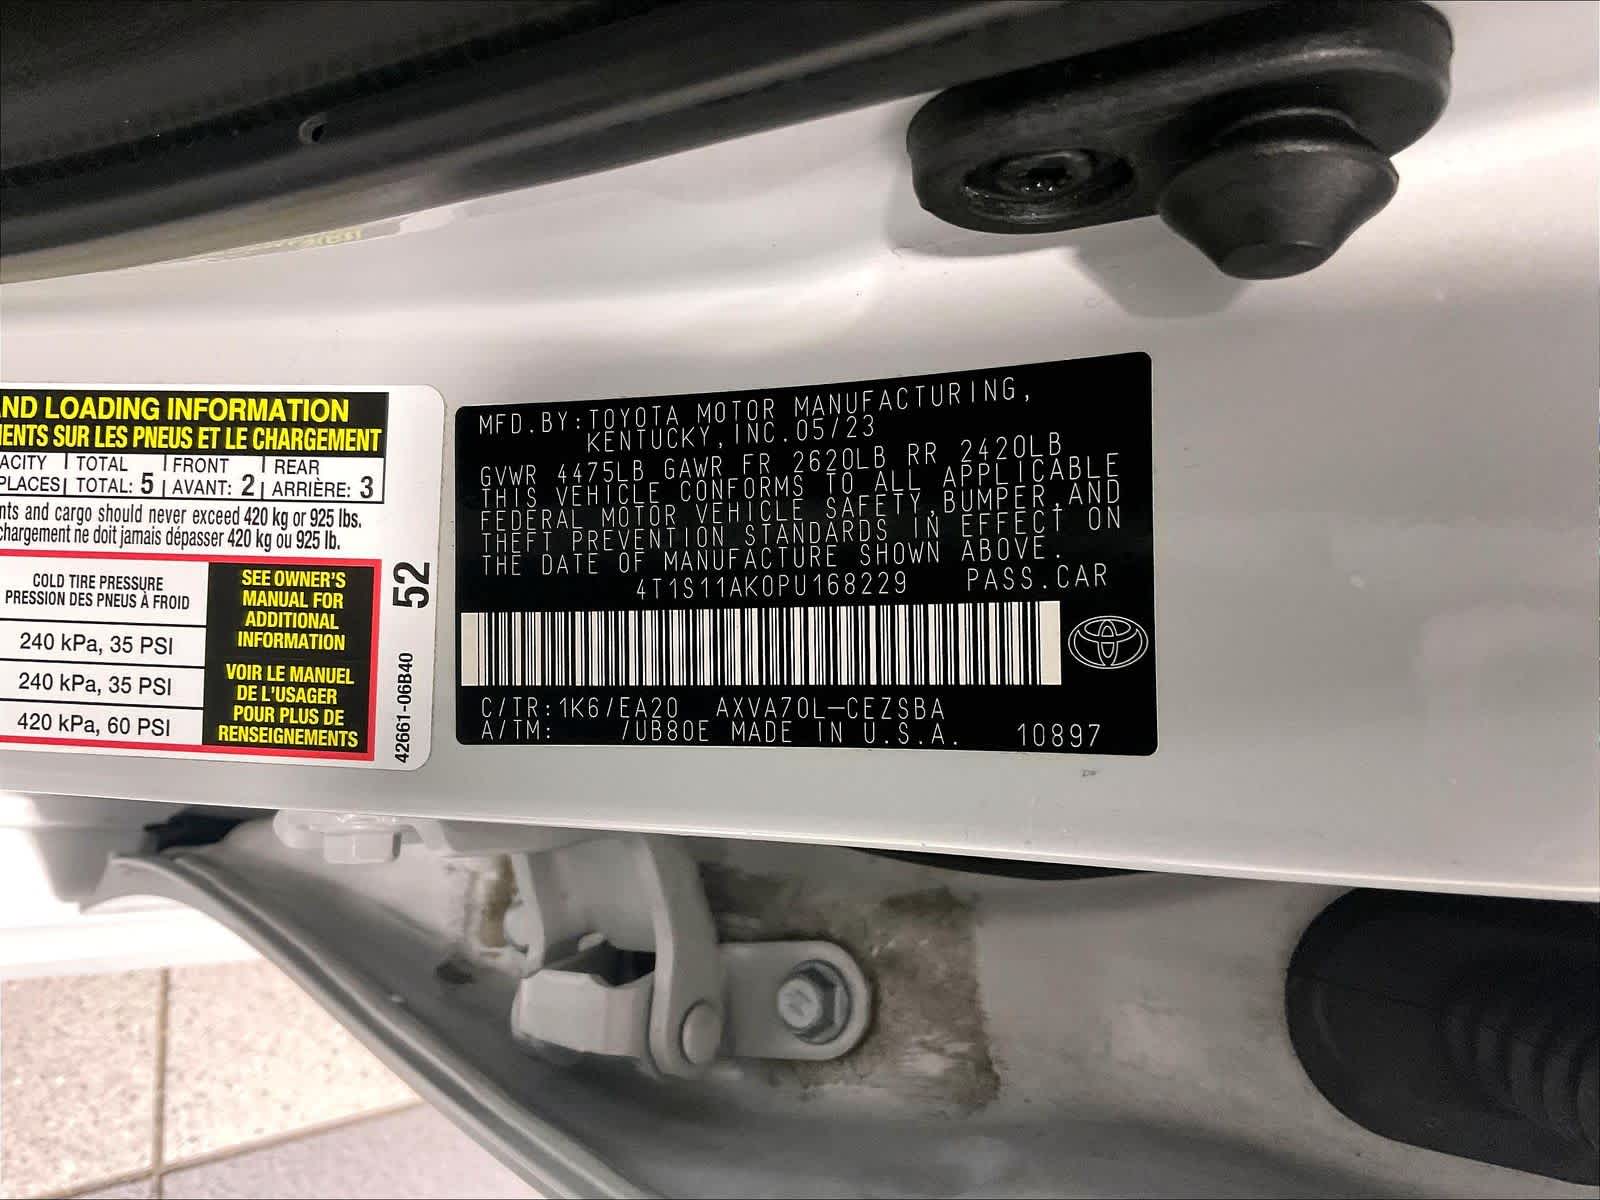 AND LOADING INFORMATION
SUR LES PNEUS ET LE CHARGEMENT
TOTAL FRONT REAR
PLACES TOTAL: 5 AVANT: 2 ARRIÈRE: 3
and cargo should never exceed 420 kg or 925 lbs.
chargement ne doit jamais dépasser 420 kg ou 925 lb.
COLD TIRE PRESSURE
PRESSION DES PNEUS À FROID
240 kPa, 35 PSI
240 kPa, 35 PSI
420 kPa, 60 PSI
SEE OWNER'S
MANUAL FOR
ADDITIONAL
INFORMATION
VOIR LE MANUEL
DE L'USAGER
POUR PLUS DE
RENSEIGNEMENTS
52
42661-06B40
MFD.BY:TOYOTA MOTOR MANUFACTURING,
KENTUCKY,INC.05/23
GVWR 4475LB GAWR FR 2620LB RR 2420LB
THIS VEHICLE CONFORMS TO ALL APPLICABLE
FEDERAL MOTOR VEHICLE SAFETY,BUMPER,AND
THEFT PREVENTION STANDARDS IN EFFECT ON
THE DATE OF MANUFACTURE SHOWN ABOVE.
4T1S11AK0PU168229 PASS.CAR
C/TR:1K6/EA20 AXVA70L-CEZSBA
A/TM: /UB80E MADE IN U.S.A. 10897